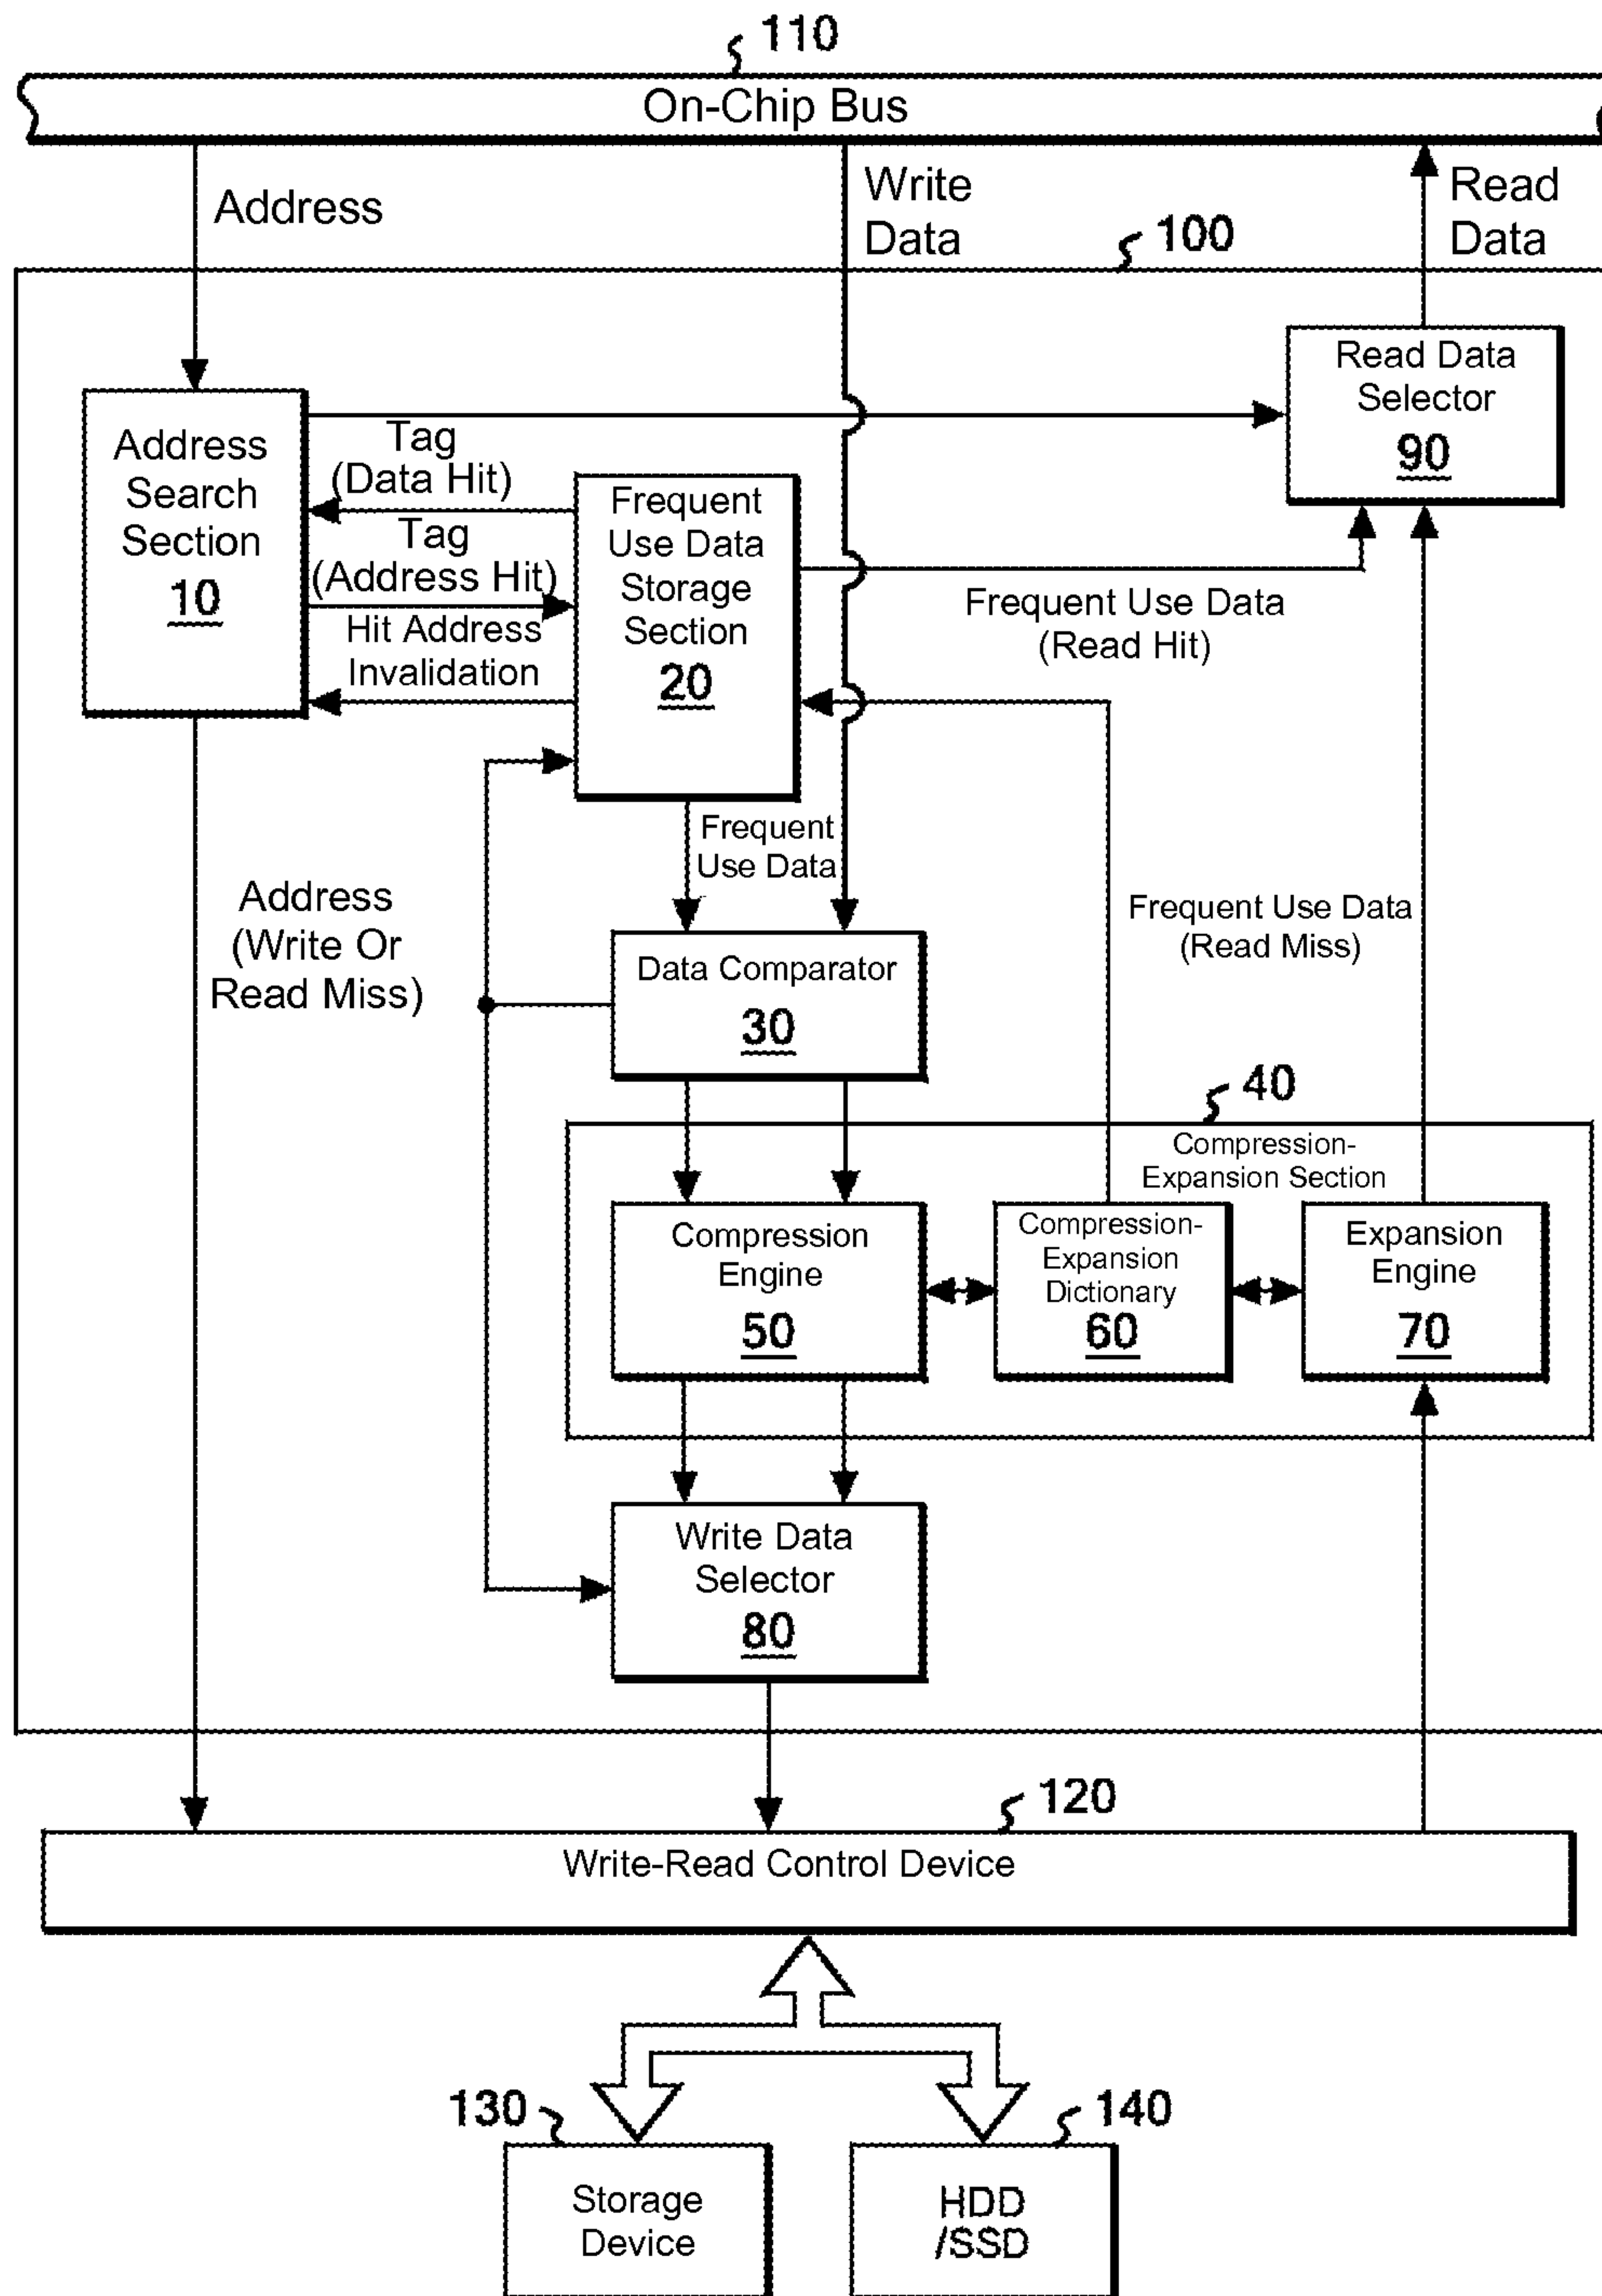 110
On-Chip Bus
Address
Write
Data
Read
Data
100
Read Data
Selector
90
Address
Search
Section
10
Tag
(Data Hit)
Tag
(Address Hit)
Hit Address
Invalidation
Frequent
Use Data
Storage
Section
20
Frequent Use Data
(Read Hit)
Frequent
Use Data
Address
(Write Or
Read Miss)
Frequent Use Data
(Read Miss)
Data Comparator
30
40
Compression-
Expansion Section
Compression
Engine
50
Compression-
Expansion
Dictionary
60
Expansion
Engine
70
Write Data
Selector
80
120
Write-Read Control Device
130
Storage
Device
140
HDD
/SSD